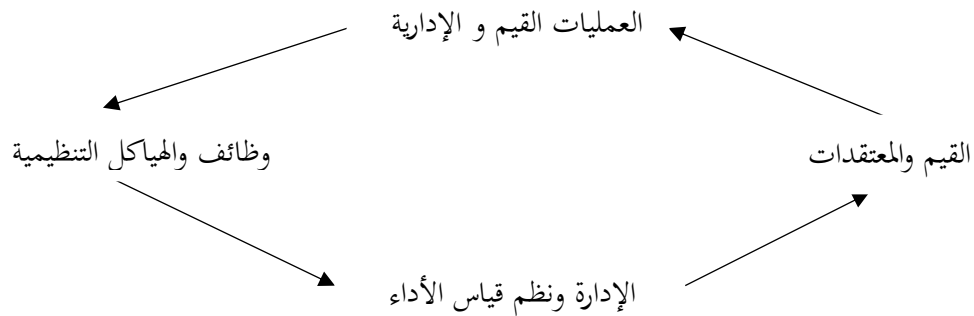 العمليات القيم و الإدارية
القيم والمعتقدات
وظائف والهياكل التنظيمية
الإدارة ونظم قياس الأداء